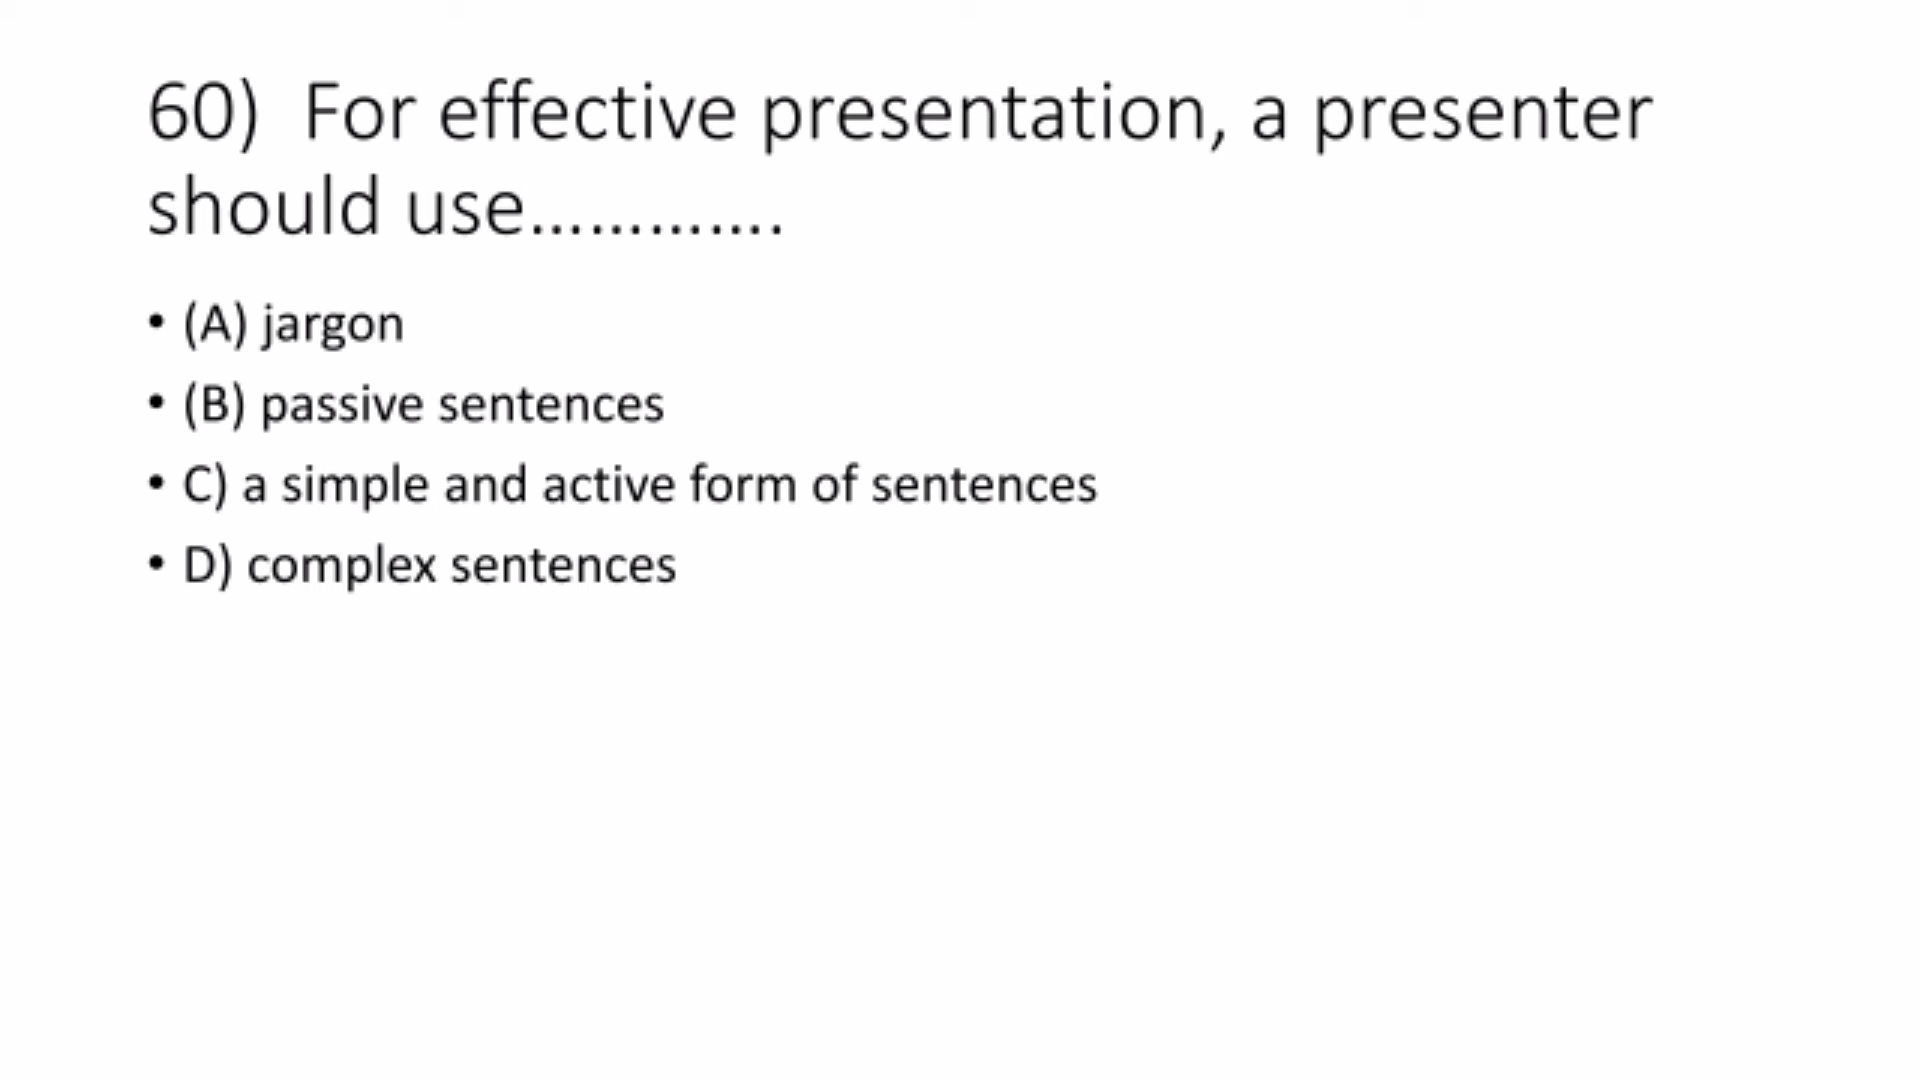 60)  For effective presentation, a presenter
should use………….
• (A) jargon
• (B) passive sentences
• C) a simple and active form of sentences
• D) complex sentences